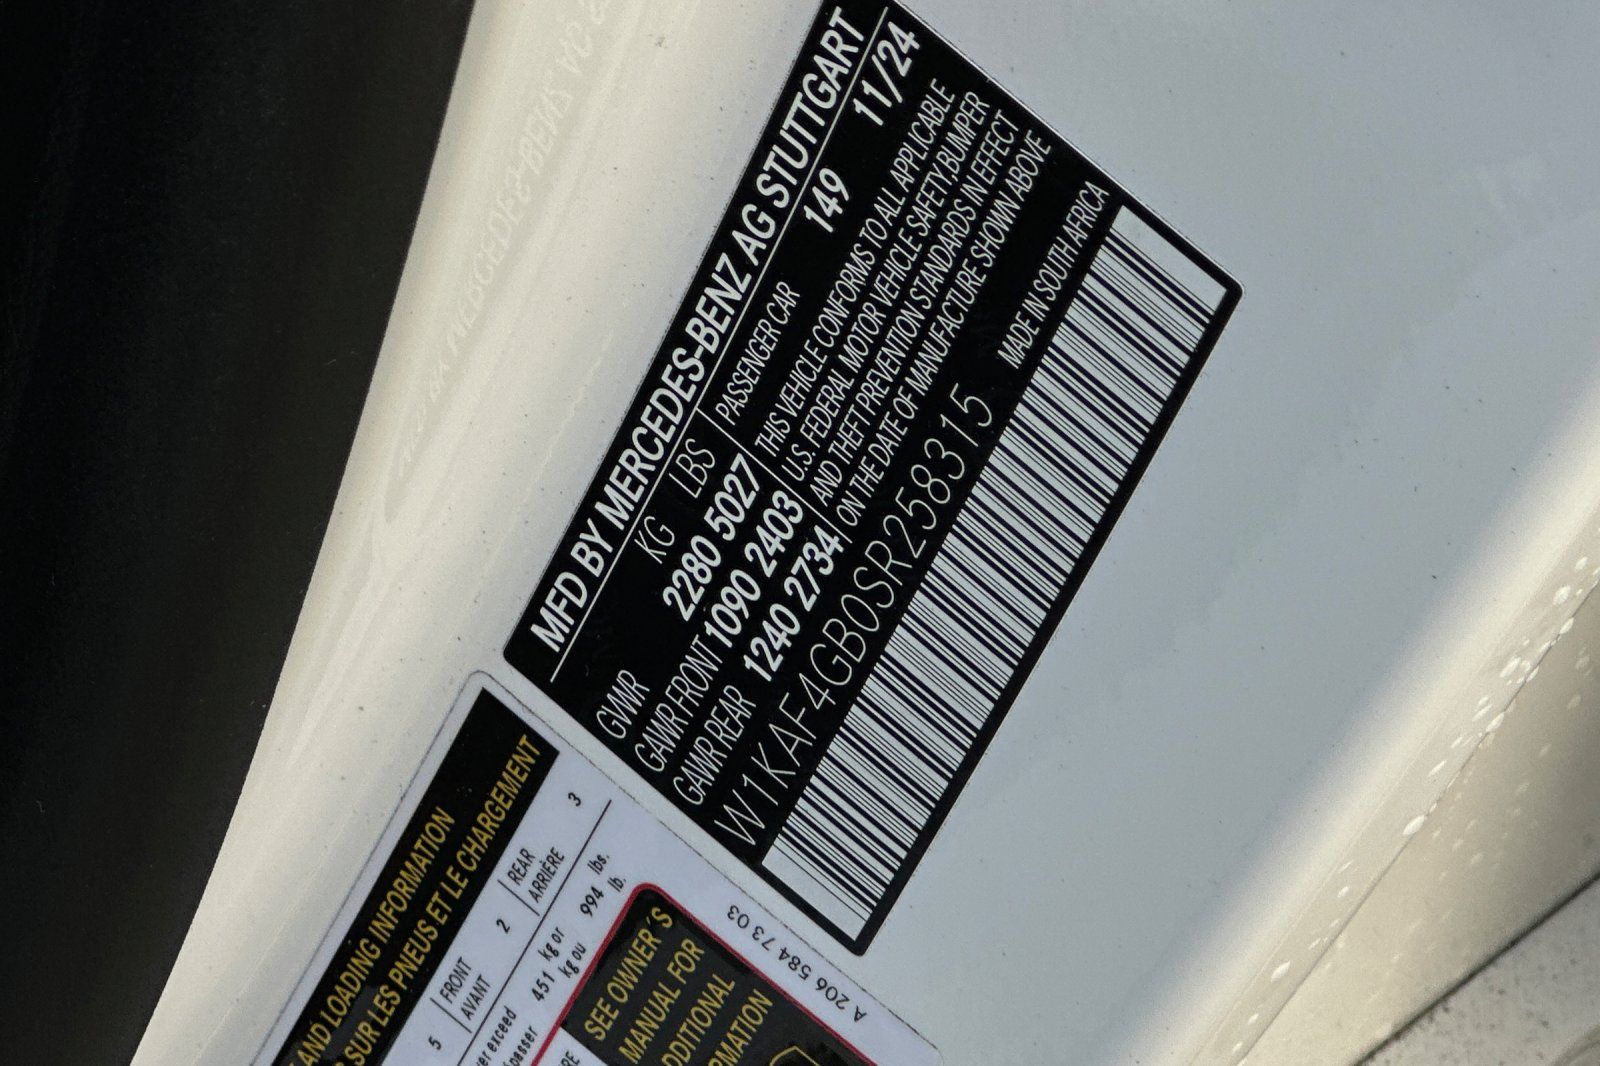 MFD BY MERCEDES-BENZ AG STUTTGART
149 11/24
KG LBS PASSENGER CAR
GVWR 2280 5027
GAWR FRONT 1090 2403
GAWR REAR 1240 2734
THIS VEHICLE CONFORMS TO ALL APPLICABLE
U.S. FEDERAL MOTOR VEHICLE SAFETY,BUMPER
AND THEFT PREVENTION STANDARDS IN EFFECT
ON THE DATE OF MANUFACTURE SHOWN ABOVE
W1KAF4GB0SR258315
MADE IN SOUTH AFRICA
AND LOADING INFORMATION
SUR LES PNEUS ET LE CHARGEMENT
5 FRONT 2 REAR 3
AVANT ARRIÈRE
exceed 451 kg or 994 lbs.
kg ou lb.
SEE OWNER'S
MANUAL FOR
A 206 584 73 03